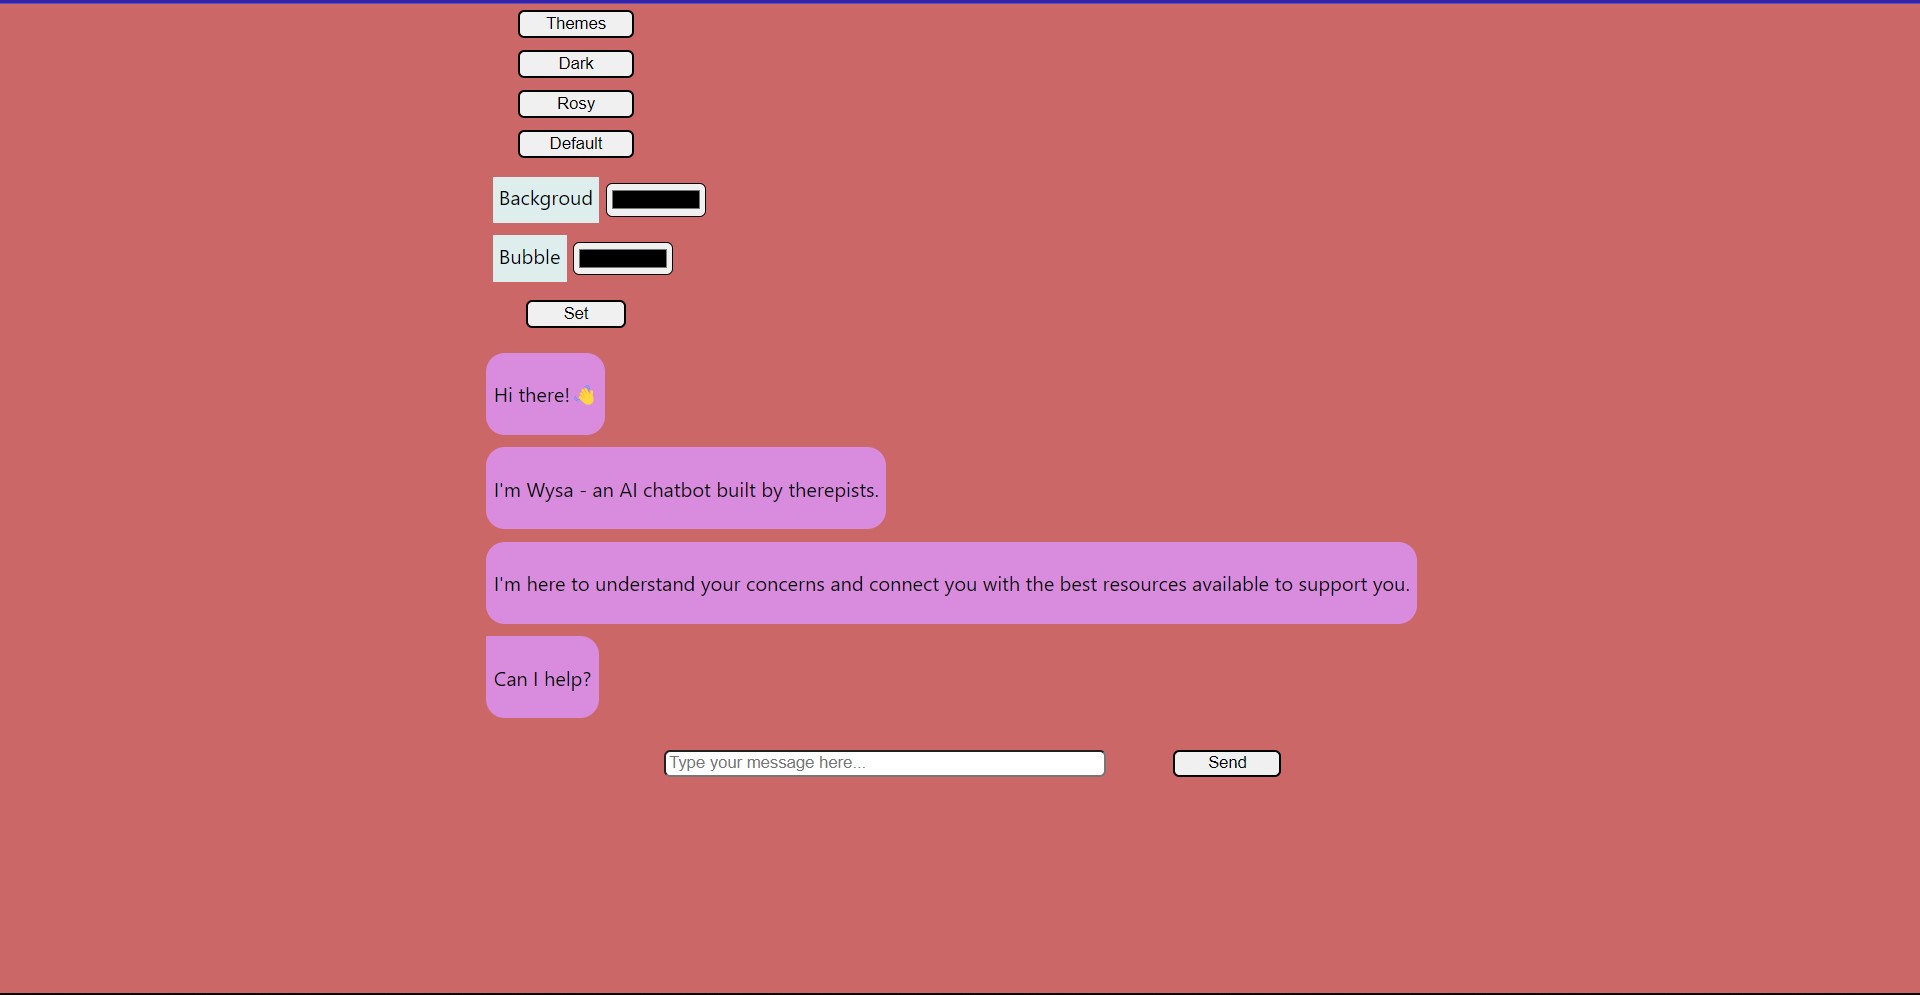 Themes
Dark
Rosy
Default
Backgroud
Bubble
Set
Hi there! 👋
I'm Wysa - an AI chatbot built by therepists.
I'm here to understand your concerns and connect you with the best resources available to support you.
Can I help?
Type your message here...
Send